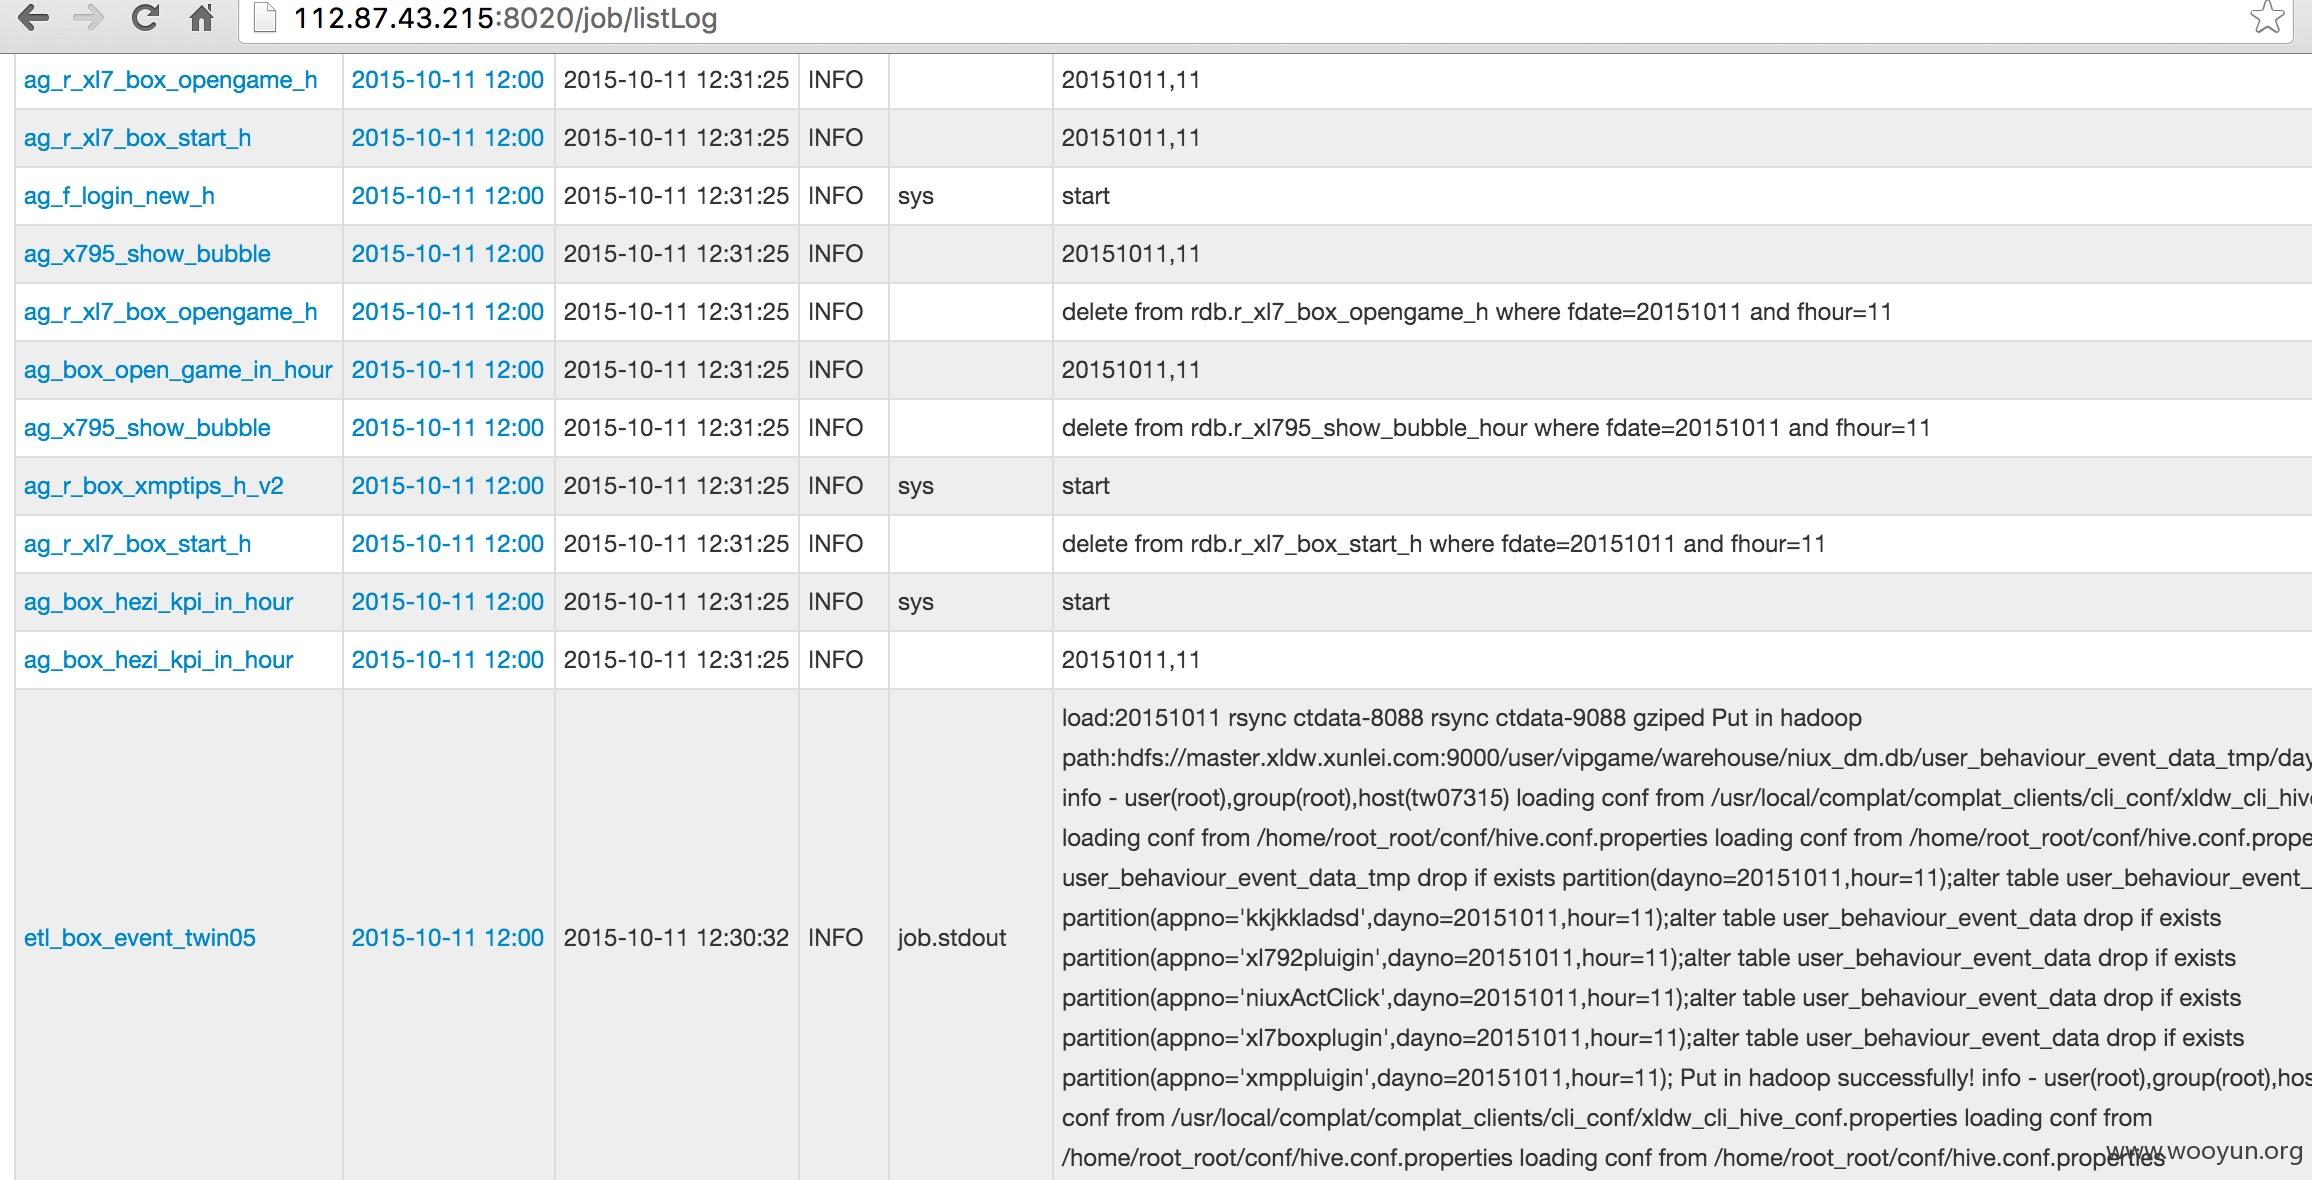 112.87.43.215:8020/job/listLog
ag_r_xl7_box_opengame_h 2015-10-11 12:00 2015-10-11 12:31:25 INFO 20151011,11
ag_r_xl7_box_start_h 2015-10-11 12:00 2015-10-11 12:31:25 INFO 20151011,11
ag_f_login_new_h 2015-10-11 12:00 2015-10-11 12:31:25 INFO sys start
ag_x795_show_bubble 2015-10-11 12:00 2015-10-11 12:31:25 INFO 20151011,11
ag_r_xl7_box_opengame_h 2015-10-11 12:00 2015-10-11 12:31:25 INFO delete from rdb.r_xl7_box_opengame_h where fdate=20151011 and fhour=11
ag_box_open_game_in_hour 2015-10-11 12:00 2015-10-11 12:31:25 INFO 20151011,11
ag_x795_show_bubble 2015-10-11 12:00 2015-10-11 12:31:25 INFO delete from rdb.r_xl795_show_bubble_hour where fdate=20151011 and fhour=11
ag_r_box_xmptips_h_v2 2015-10-11 12:00 2015-10-11 12:31:25 INFO sys start
ag_r_xl7_box_start_h 2015-10-11 12:00 2015-10-11 12:31:25 INFO delete from rdb.r_xl7_box_start_h where fdate=20151011 and fhour=11
ag_box_hezi_kpi_in_hour 2015-10-11 12:00 2015-10-11 12:31:25 INFO sys start
ag_box_hezi_kpi_in_hour 2015-10-11 12:00 2015-10-11 12:31:25 INFO 20151011,11
etl_box_event_twin05 2015-10-11 12:00 2015-10-11 12:30:32 INFO job.stdout
load:20151011 rsync ctdata-8088 rsync ctdata-9088 gziped Put in hadoop
path:hdfs://master.xldw.xunlei.com:9000/user/vipgame/warehouse/niux_dm.db/user_behaviour_event_data_tmp/day
info - user(root),group(root),host(tw07315) loading conf from /usr/local/complat/complat_clients/cli_conf/xldw_cli_hive
loading conf from /home/root_root/conf/hive.conf.properties loading conf from /home/root_root/conf/hive.conf.prope
user_behaviour_event_data_tmp drop if exists partition(dayno=20151011,hour=11);alter table user_behaviour_event_
partition(appno='kkjkkladsd',dayno=20151011,hour=11);alter table user_behaviour_event_data drop if exists
partition(appno='xl792pluigin',dayno=20151011,hour=11);alter table user_behaviour_event_data drop if exists
partition(appno='niuxActClick',dayno=20151011,hour=11);alter table user_behaviour_event_data drop if exists
partition(appno='xl7boxplugin',dayno=20151011,hour=11);alter table user_behaviour_event_data drop if exists
partition(appno='xmppluigin',dayno=20151011,hour=11); Put in hadoop successfully! info - user(root),group(root),hos
conf from /usr/local/complat/complat_clients/cli_conf/xldw_cli_hive_conf.properties loading conf from
/home/root_root/conf/hive.conf.properties loading conf from /home/root_root/conf/hive.conf.properties
www.wooyun.org